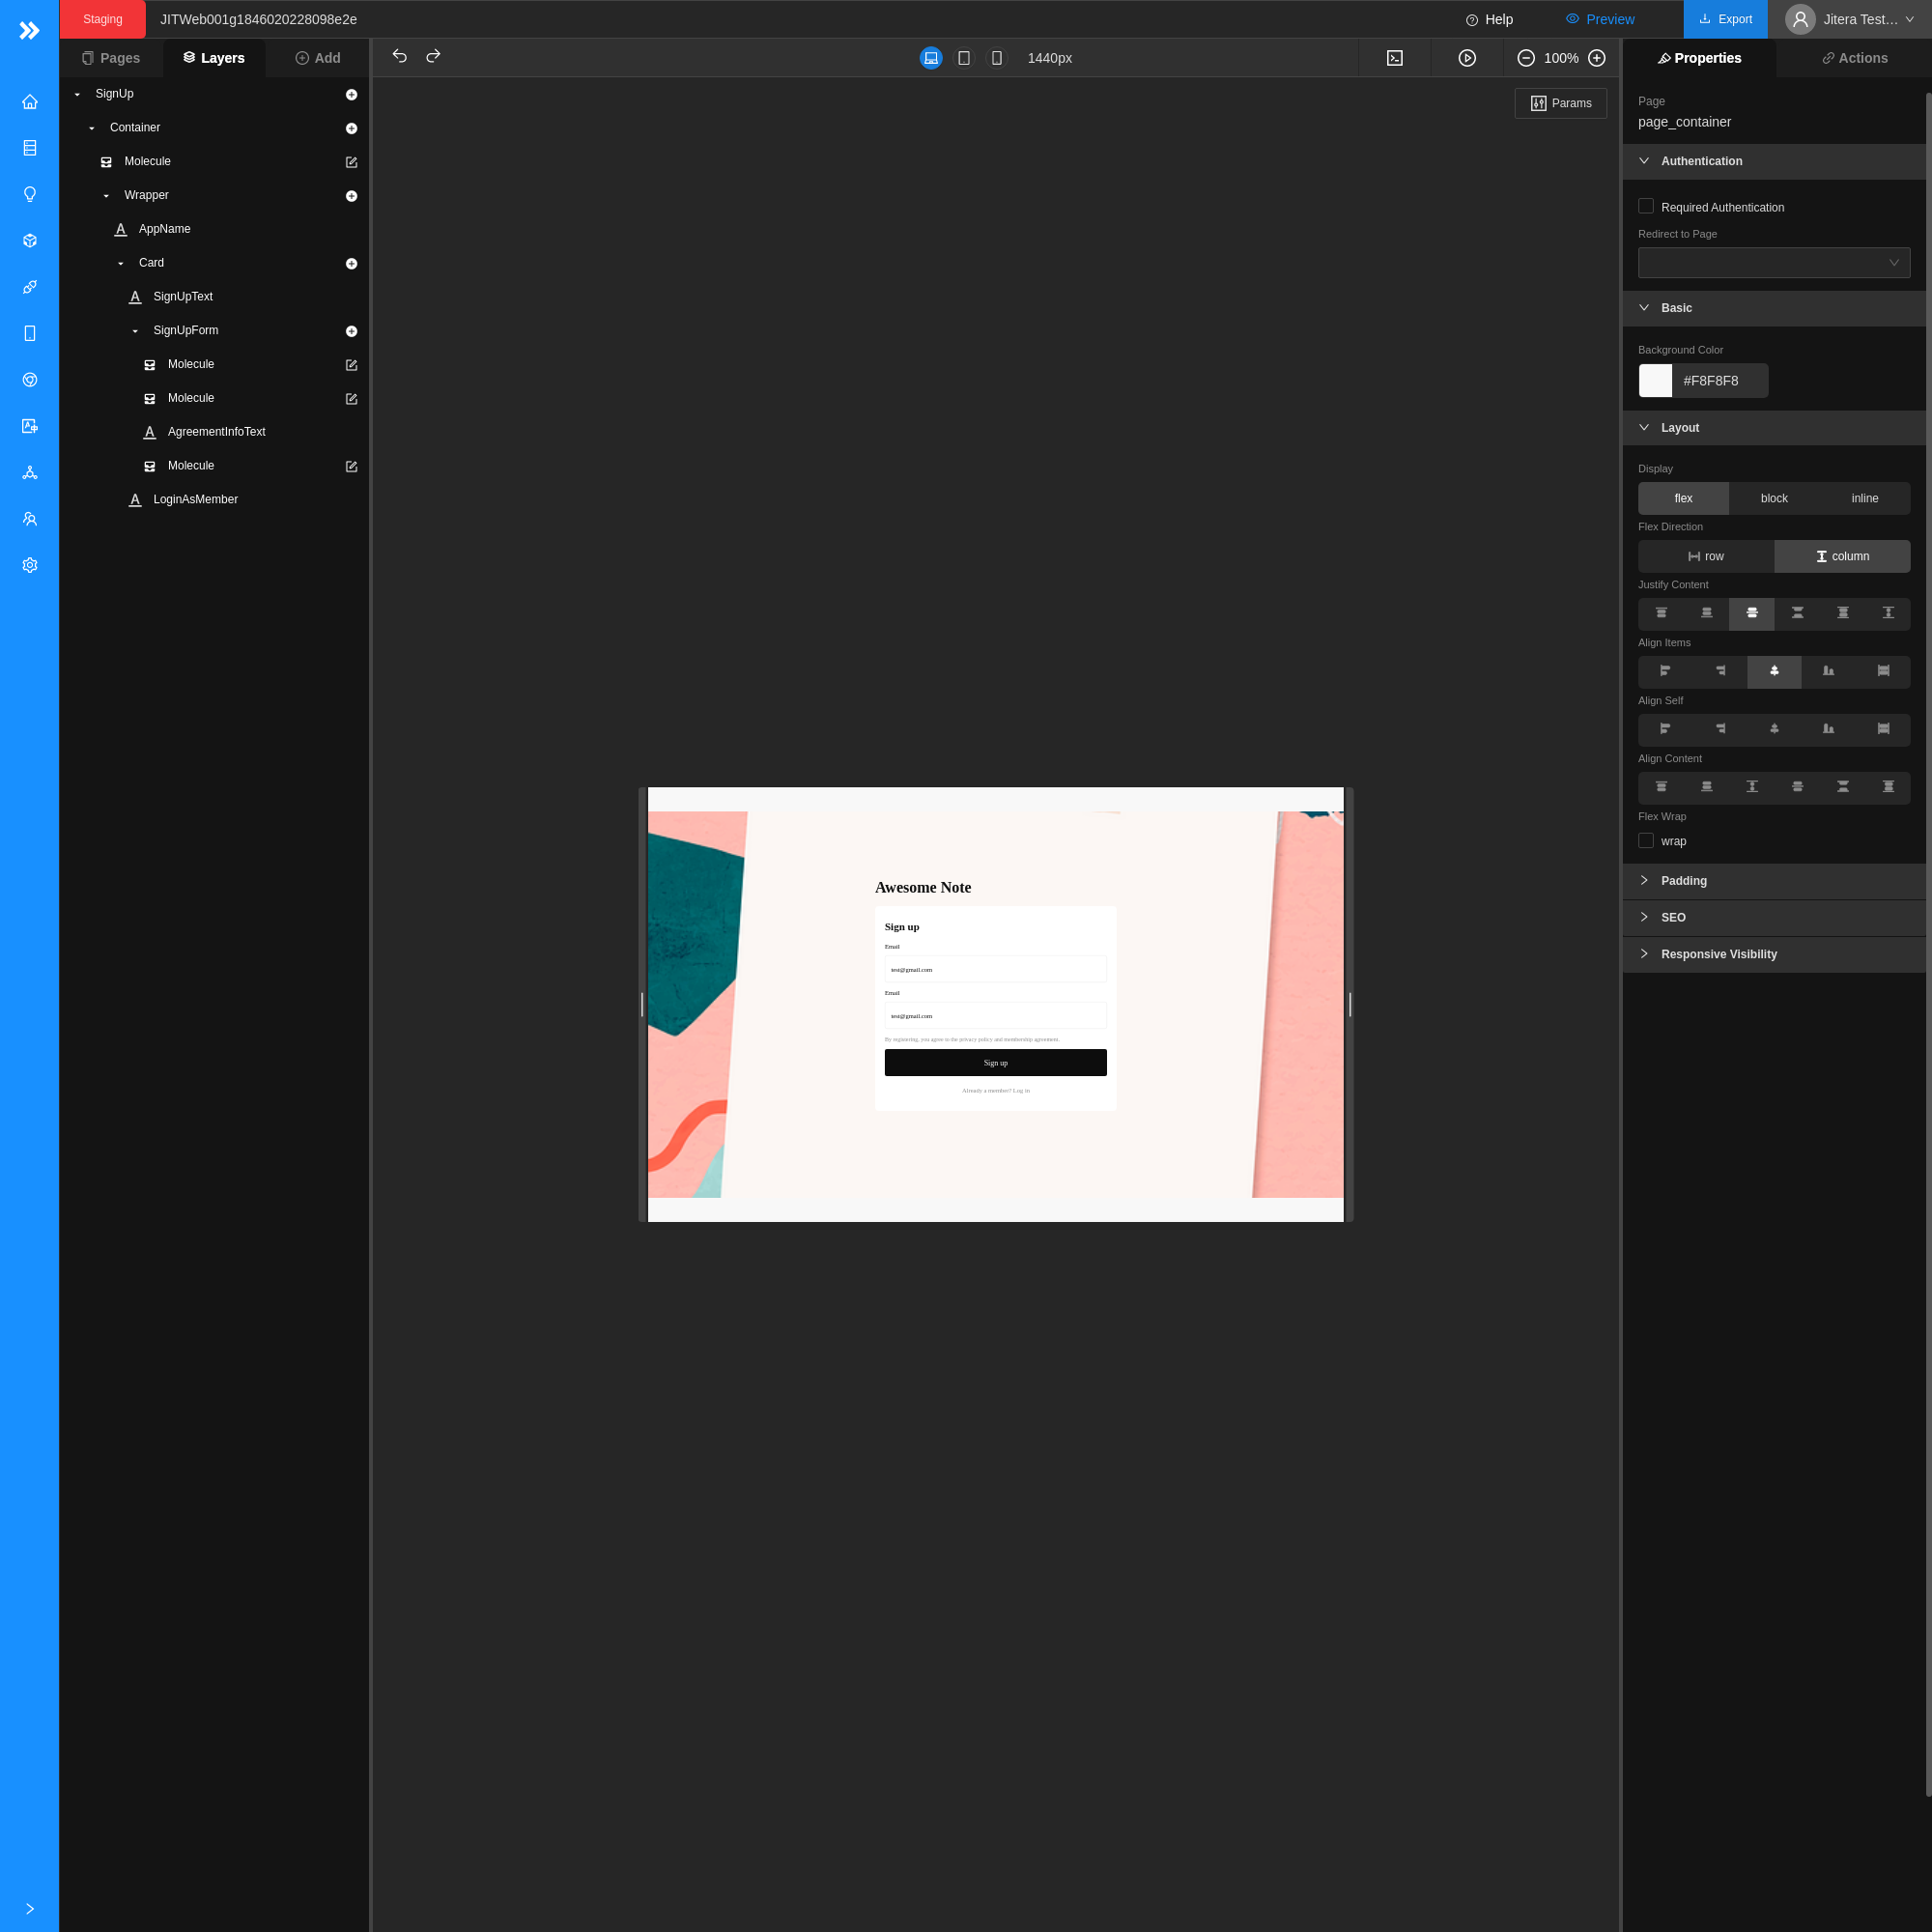 Staging
JITWeb001g1846020228098e2e
Help
Preview
Export
Jitera Test...
Pages
Layers
Add
1440px
100%
Properties
Actions
SignUp
Container
Molecule
Wrapper
AppName
Card
SignUpText
SignUpForm
Molecule
Molecule
AgreementInfoText
Molecule
LoginAsMember
Params
Awesome Note
Sign up
Email
test@gmail.com
Email
test@gmail.com
By registering, you agree to the privacy policy and membership agreement.
Sign up
Already a member? Log in
Page
page_container
Authentication
Required Authentication
Redirect to Page
Basic
Background Color
#F8F8F8
Layout
Display
flex block inline
Flex Direction
row column
Justify Content
Align Items
Align Self
Align Content
Flex Wrap
wrap
Padding
SEO
Responsive Visibility